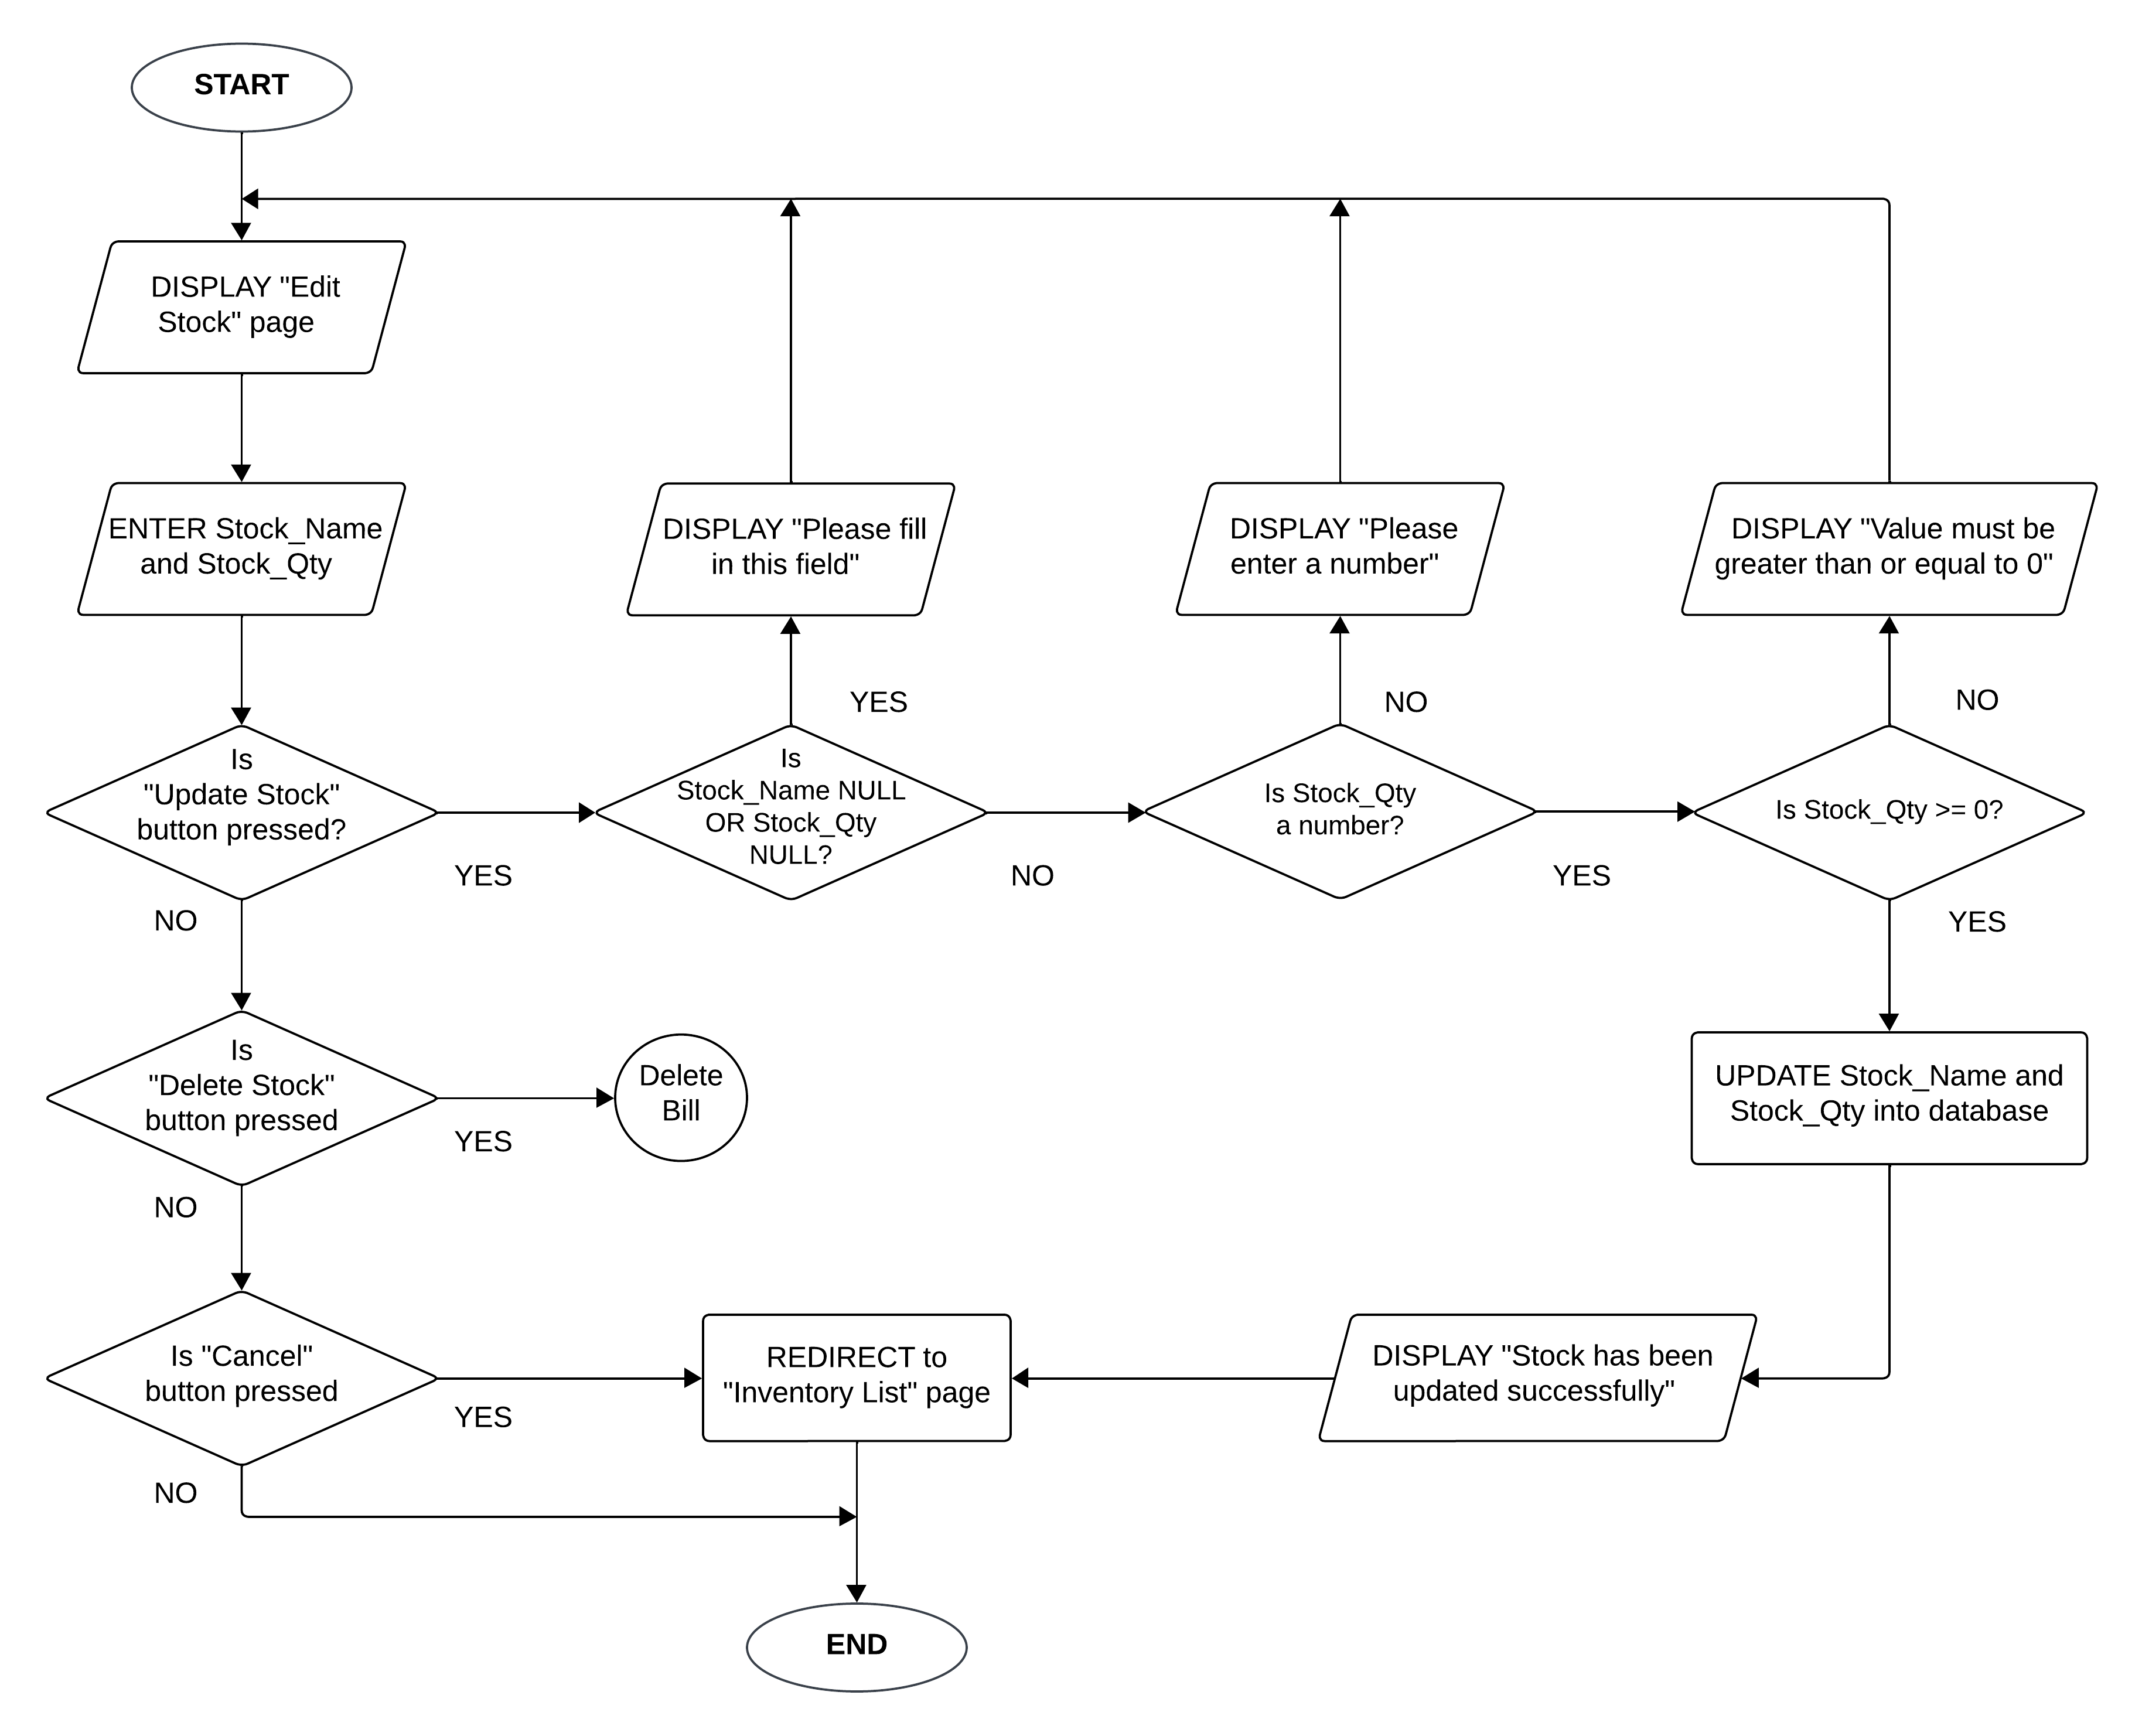 START
DISPLAY "Edit
Stock" page
ENTER Stock_Name
and Stock_Qty
DISPLAY "Please fill
in this field"
DISPLAY "Please
enter a number"
DISPLAY "Value must be
greater than or equal to 0"
YES
NO
NO
Is
"Update Stock"
button pressed?
YES
Is
Stock_Name NULL
OR Stock_Qty
NULL?
NO
Is Stock_Qty
a number?
YES
Is Stock_Qty >= 0?
NO
YES
Is
"Delete Stock"
button pressed
YES
Delete
Bill
UPDATE Stock_Name and
Stock_Qty into database
NO
Is "Cancel"
button pressed
YES
REDIRECT to
"Inventory List" page
DISPLAY "Stock has been
updated successfully"
NO
END